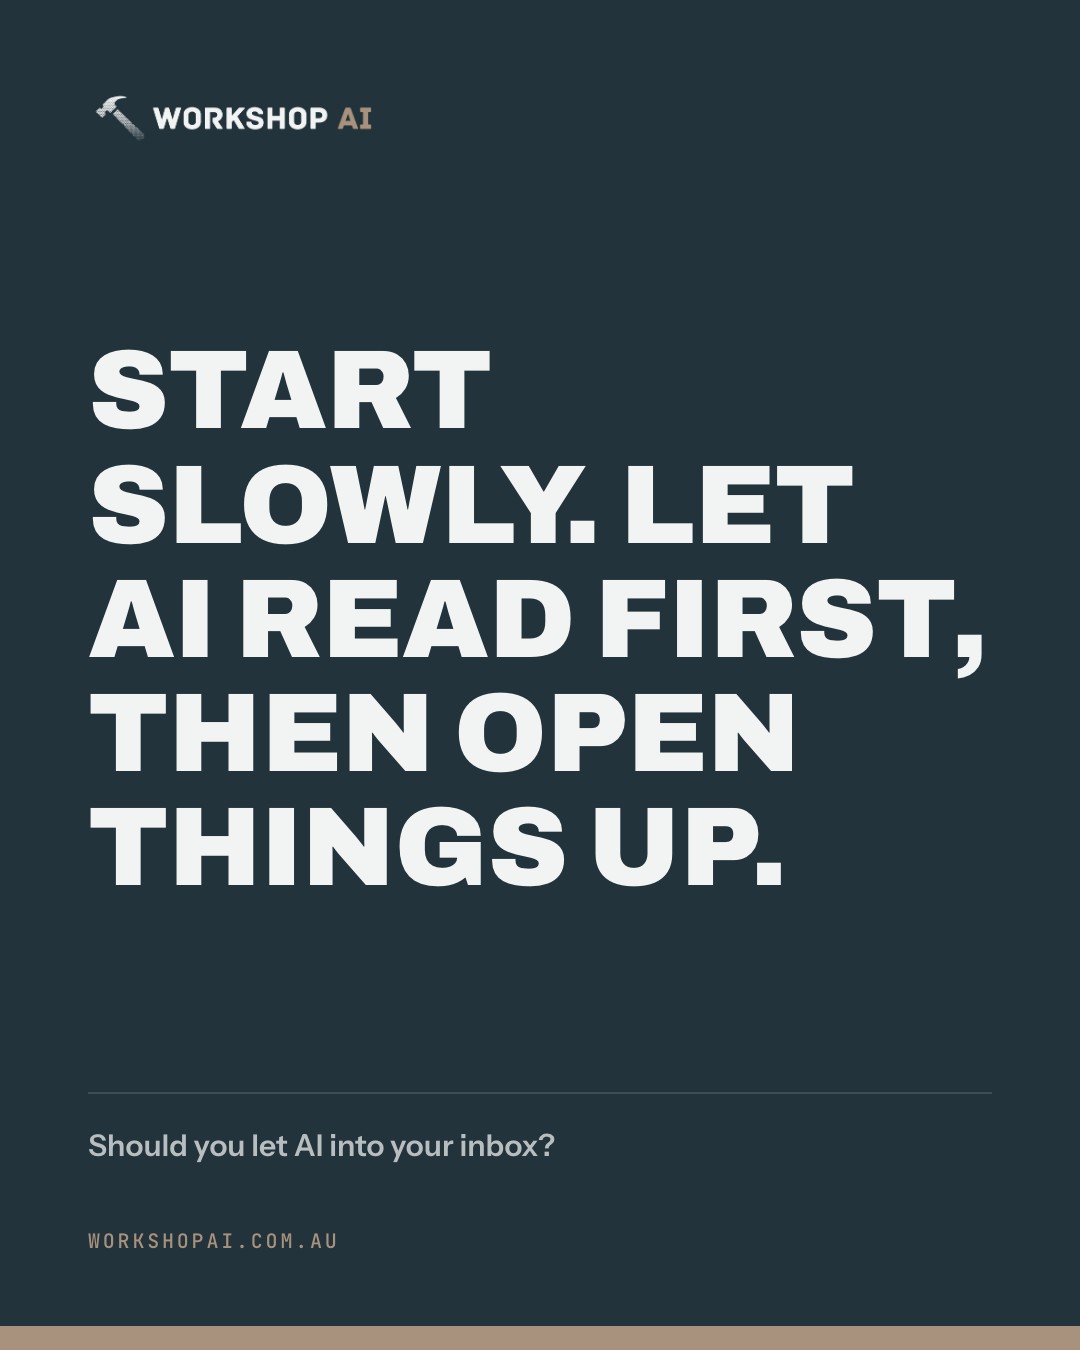 WORKSHOP AI
START
SLOWLY. LET
AI READ FIRST,
THEN OPEN
THINGS UP.
Should you let AI into your inbox?
WORKSHOPAI.COM.AU